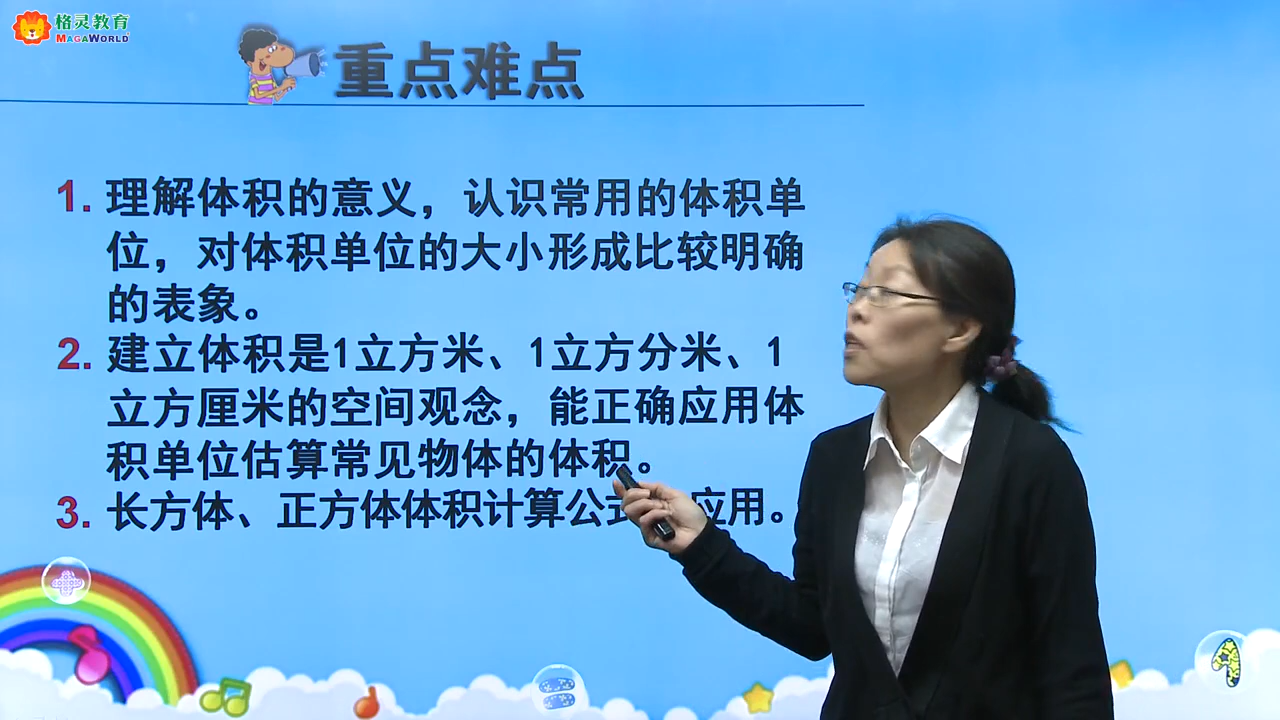 格灵教育
MAGAWORLD
重点难点
1. 理解体积的意义，认识常用的体积单
位，对体积单位的大小形成比较明确
的表象。
2. 建立体积是1立方米、1立方分米、1
立方厘米的空间观念，能正确应用体
积单位估算常见物体的体积。
3. 长方体、正方体体积计算公式应用。